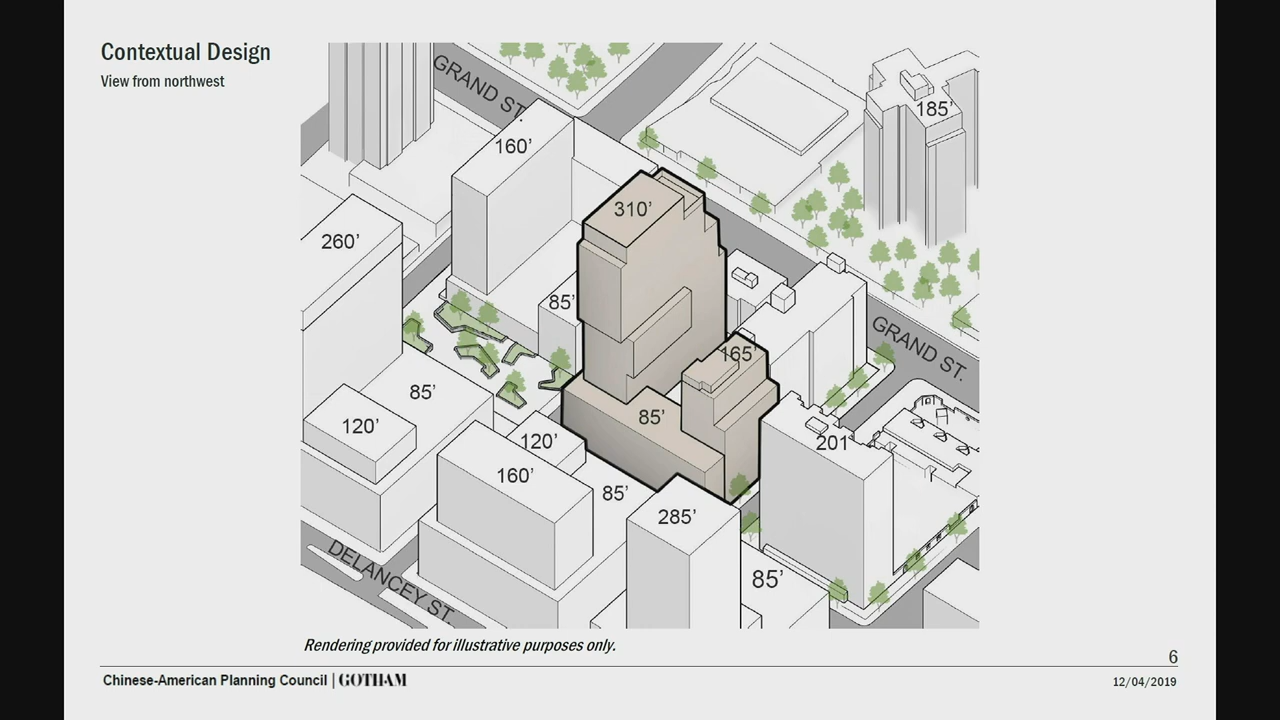 Contextual Design
View from northwest
GRAND ST.
185'
160'
310'
260'
85'
GRAND ST.
165'
85'
85'
120'
201'
120'
160'
85'
285'
DELANCEY ST.
85'
Rendering provided for illustrative purposes only.
6
Chinese-American Planning Council | GOTHAM
12/04/2019